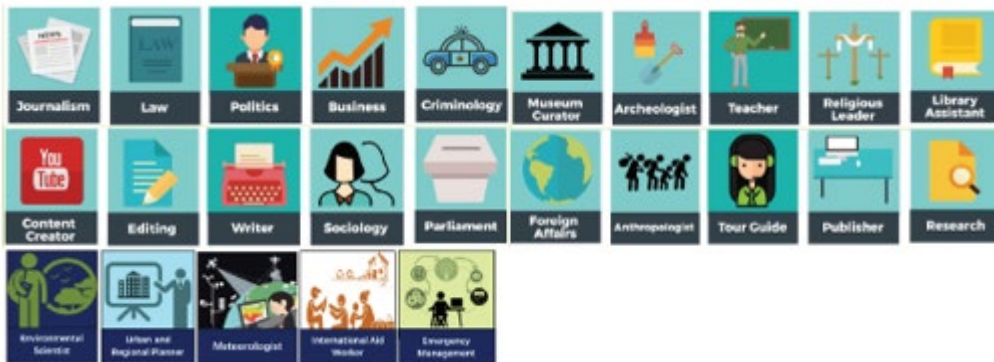 NEWS
LAW
Journalism
Law
Politics
Business
Criminology
Museum
Curator
Archeologist
Teacher
Religious
Leader
Library
Assistant
You
Tube
Content
Creator
Editing
Writer
Sociology
Parliament
Foreign
Affairs
Anthropologist
Tour Guide
Publisher
Research
Environmental
Scientist
Urban and
Regional Planner
Meteorologist
International Aid
Worker
Emergency
Management